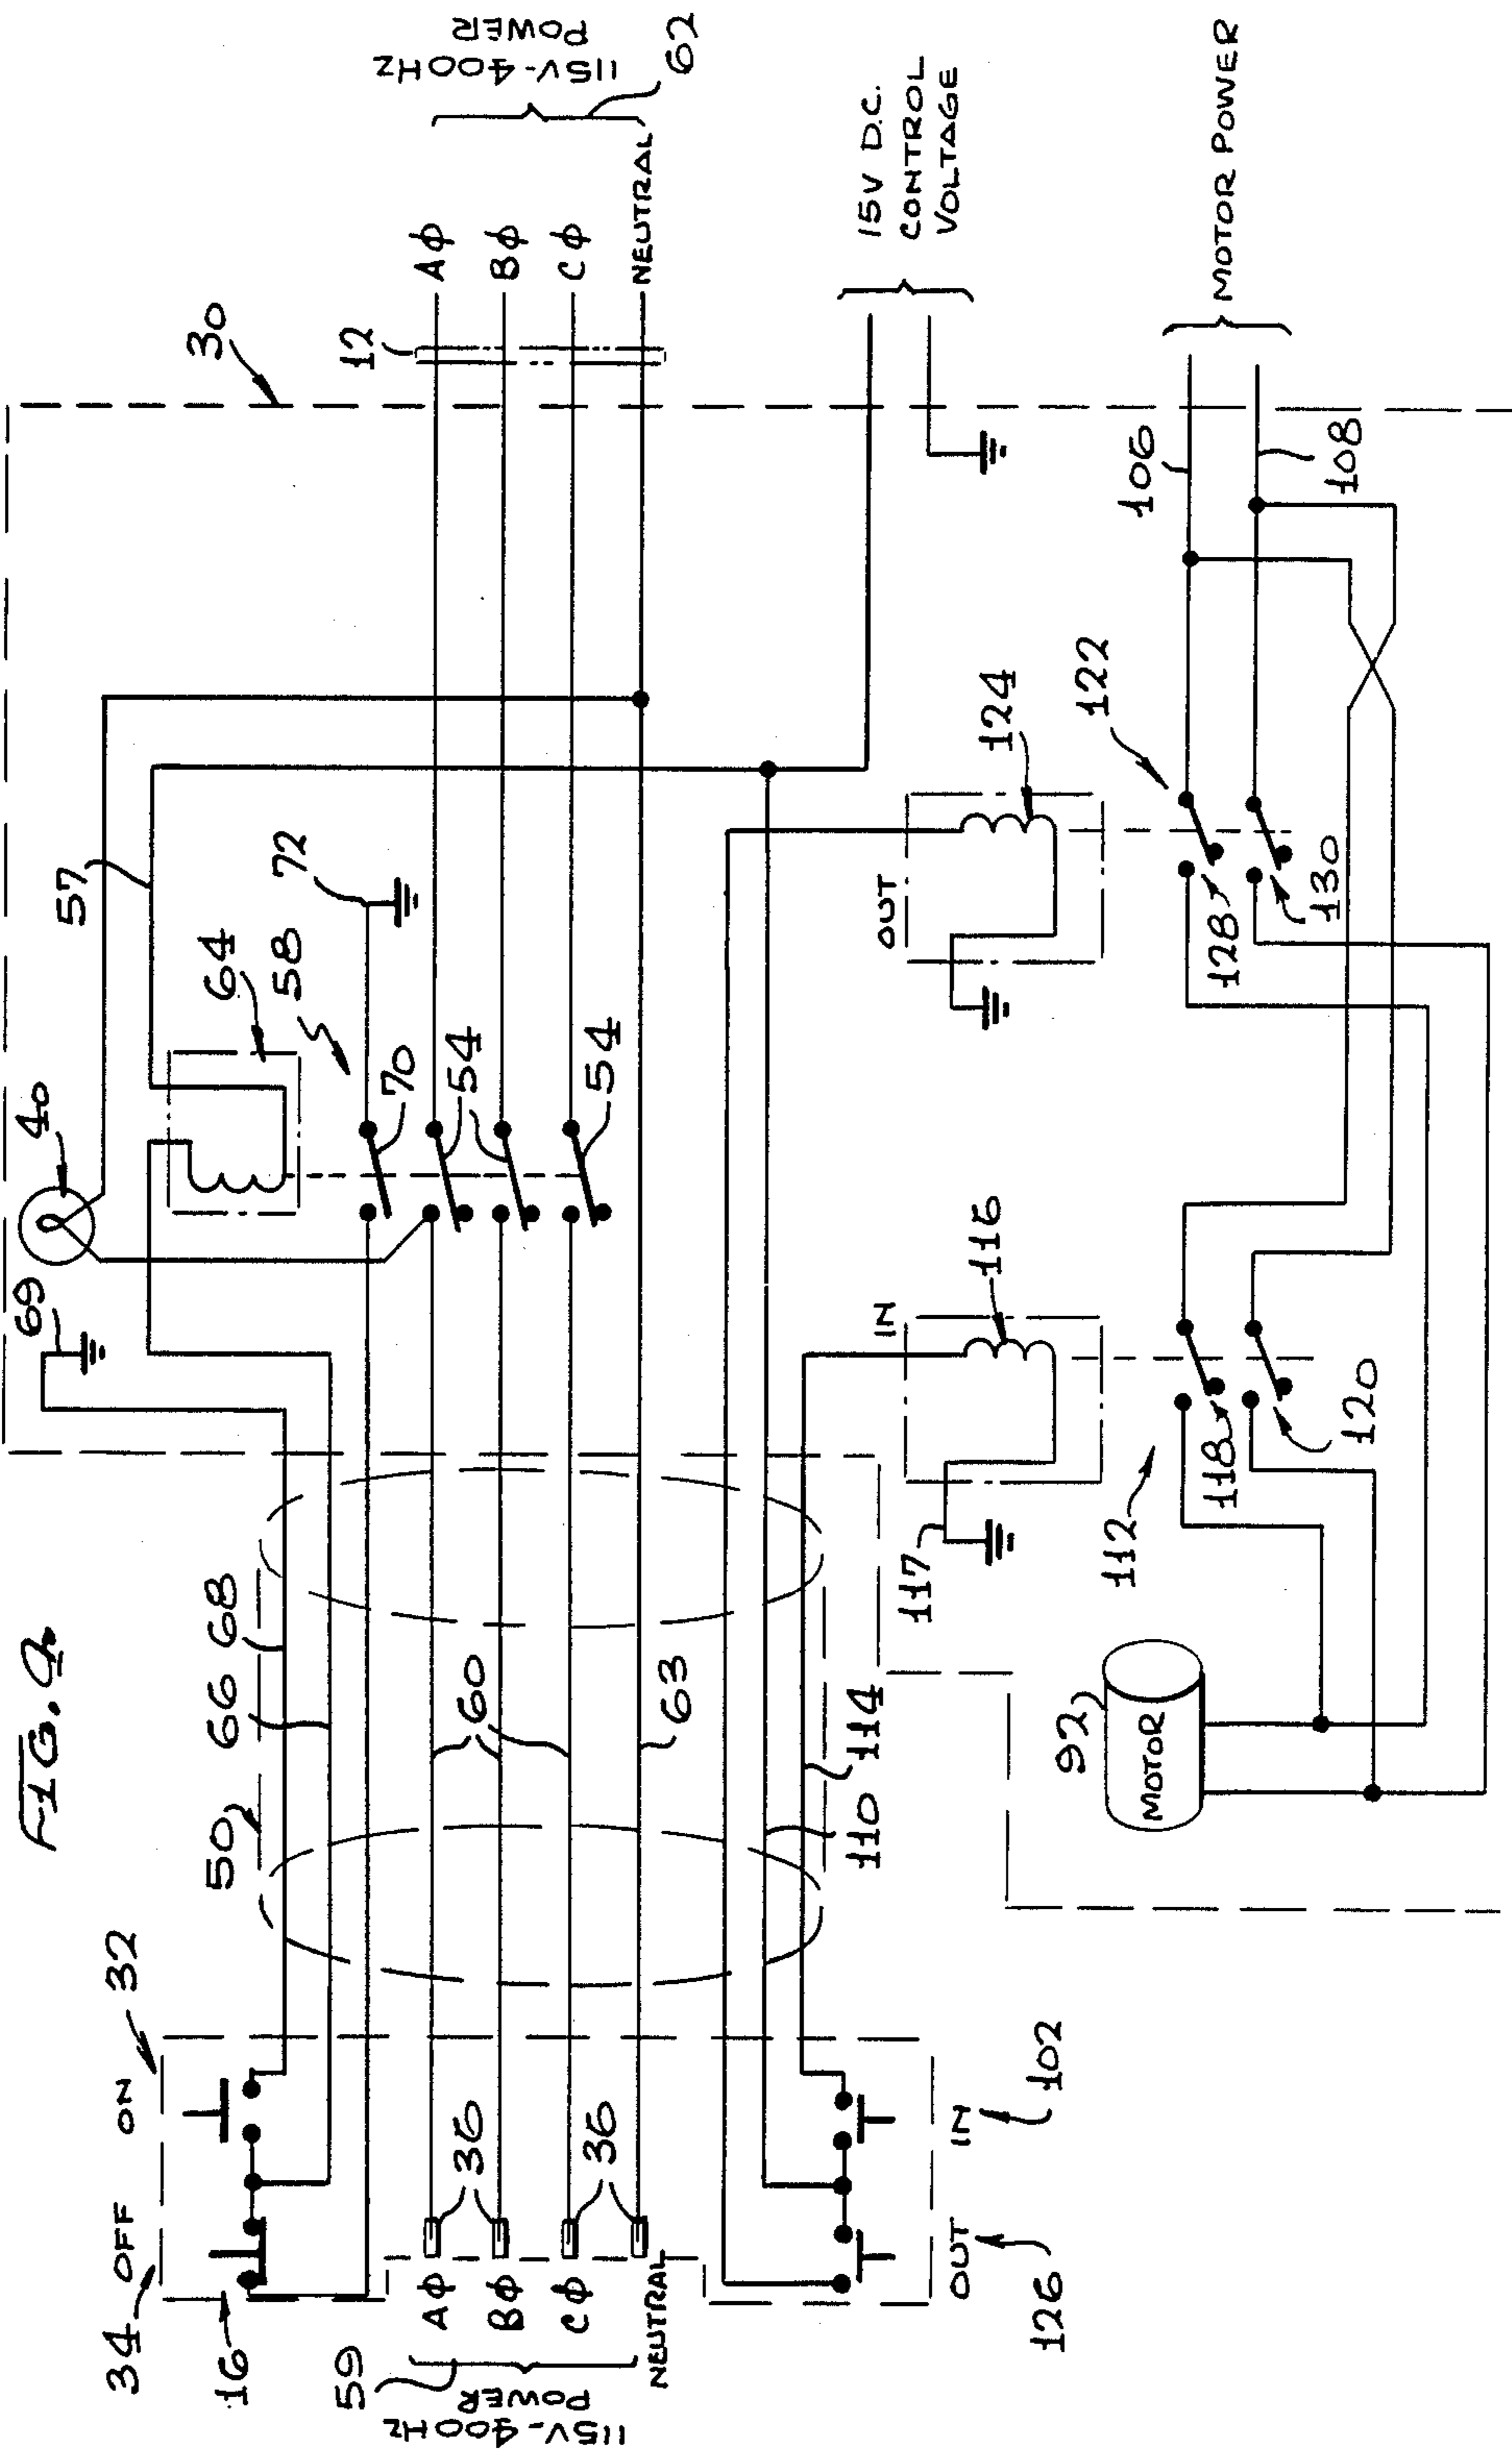 FIG. 9
115V-400HZ
POWER
62
AΦ
BΦ
CΦ
NEUTRAL
12
30
15V D.C.
CONTROL
VOLTAGE
MOTOR POWER
106
108
57
40
64
58
72
70
54
54
69
OUT
124
122
128
130
IN
116
117
112
118
120
50
66
68
60
63
110
114
92
MOTOR
34
OFF
ON
32
16
36
36
59
115V-400HZ
POWER
AΦ
BΦ
CΦ
NEUTRAL
OUT
IN
126
102